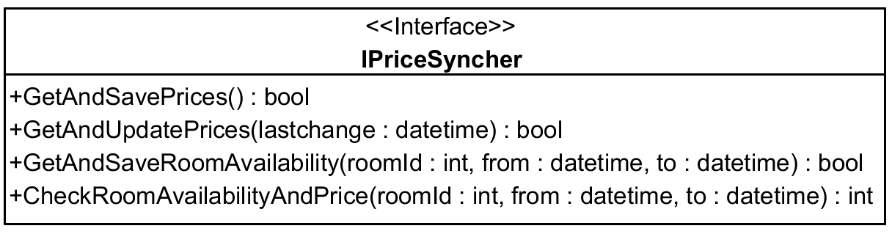 <<Interface>>
IPriceSyncher
+GetAndSavePrices() : bool
+GetAndUpdatePrices(lastchange : datetime) : bool
+GetAndSaveRoomAvailability(roomId : int, from : datetime, to : datetime) : bool
+CheckRoomAvailabilityAndPrice(roomId : int, from : datetime, to : datetime) : int